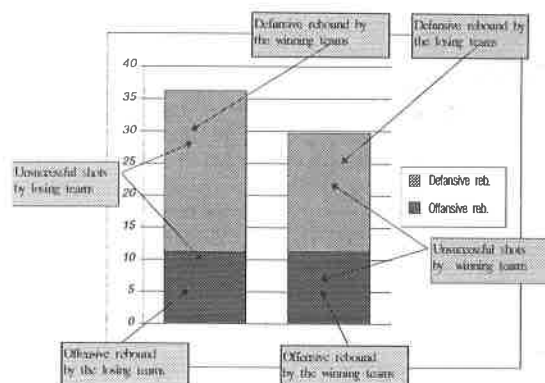 Defansive rebound by
the winning teams
Defansive rebound by
the losing teams
40
35
30
25
20
15
10
5
0
Unsuccessful shots
by losing teams
Defansive reb.
Offansive reb.
Unsuccessful shots
by winning teams
Offensive rebound
by the losing teams
Offensive rebound
by the winning teams